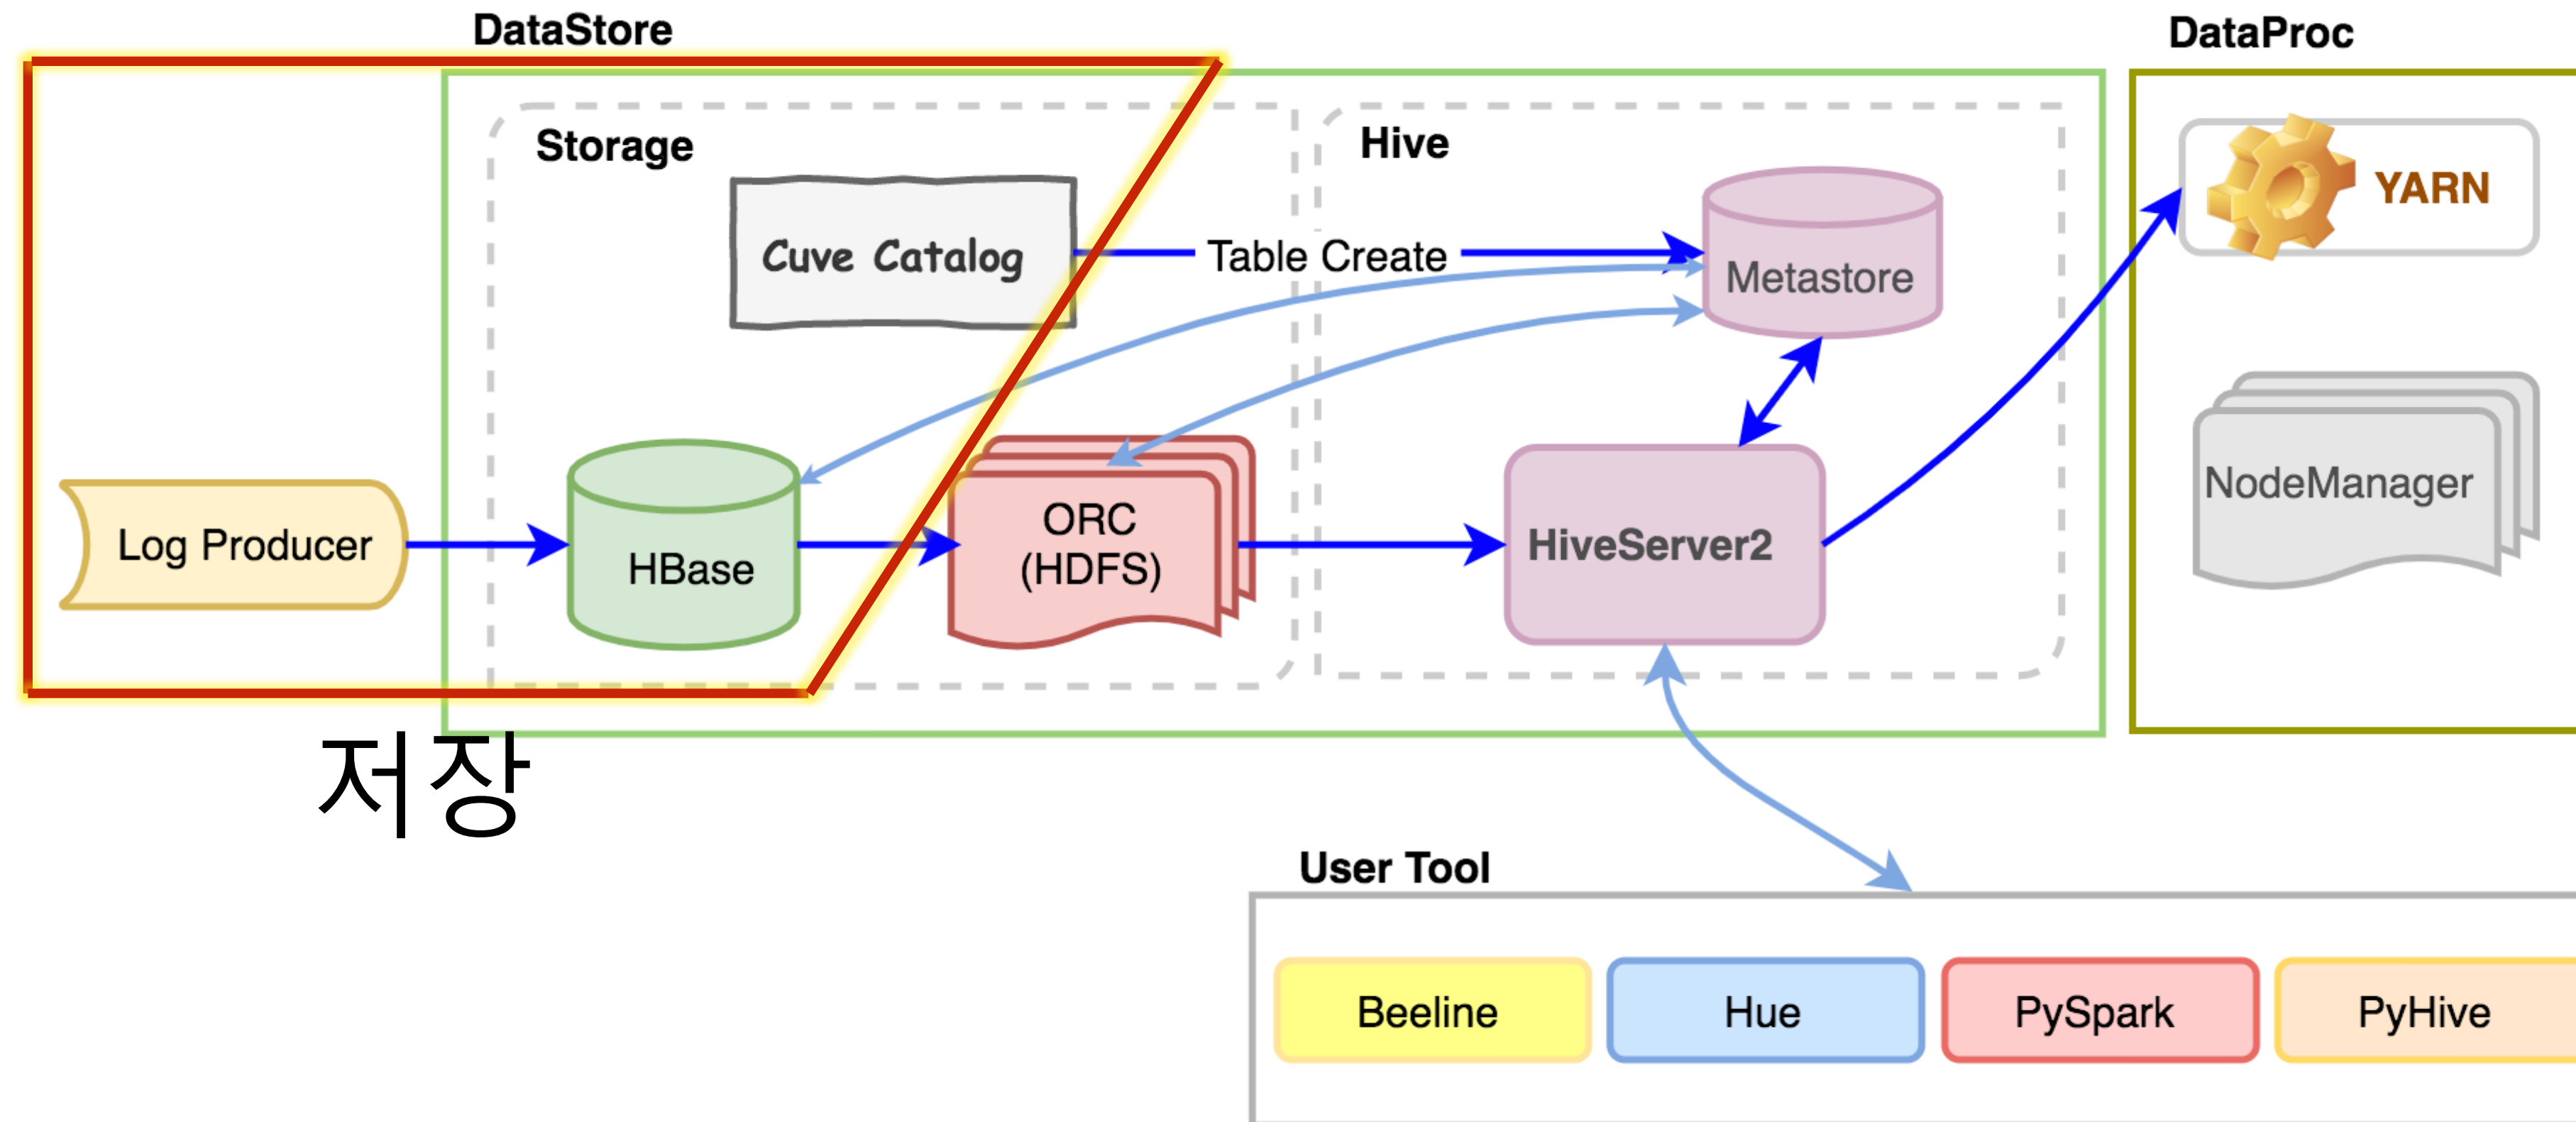 DataStore
DataProc
Storage
Hive
YARN
Cuve Catalog
Table Create
Metastore
NodeManager
Log Producer
HBase
ORC
(HDFS)
HiveServer2
저장
User Tool
Beeline
Hue
PySpark
PyHive